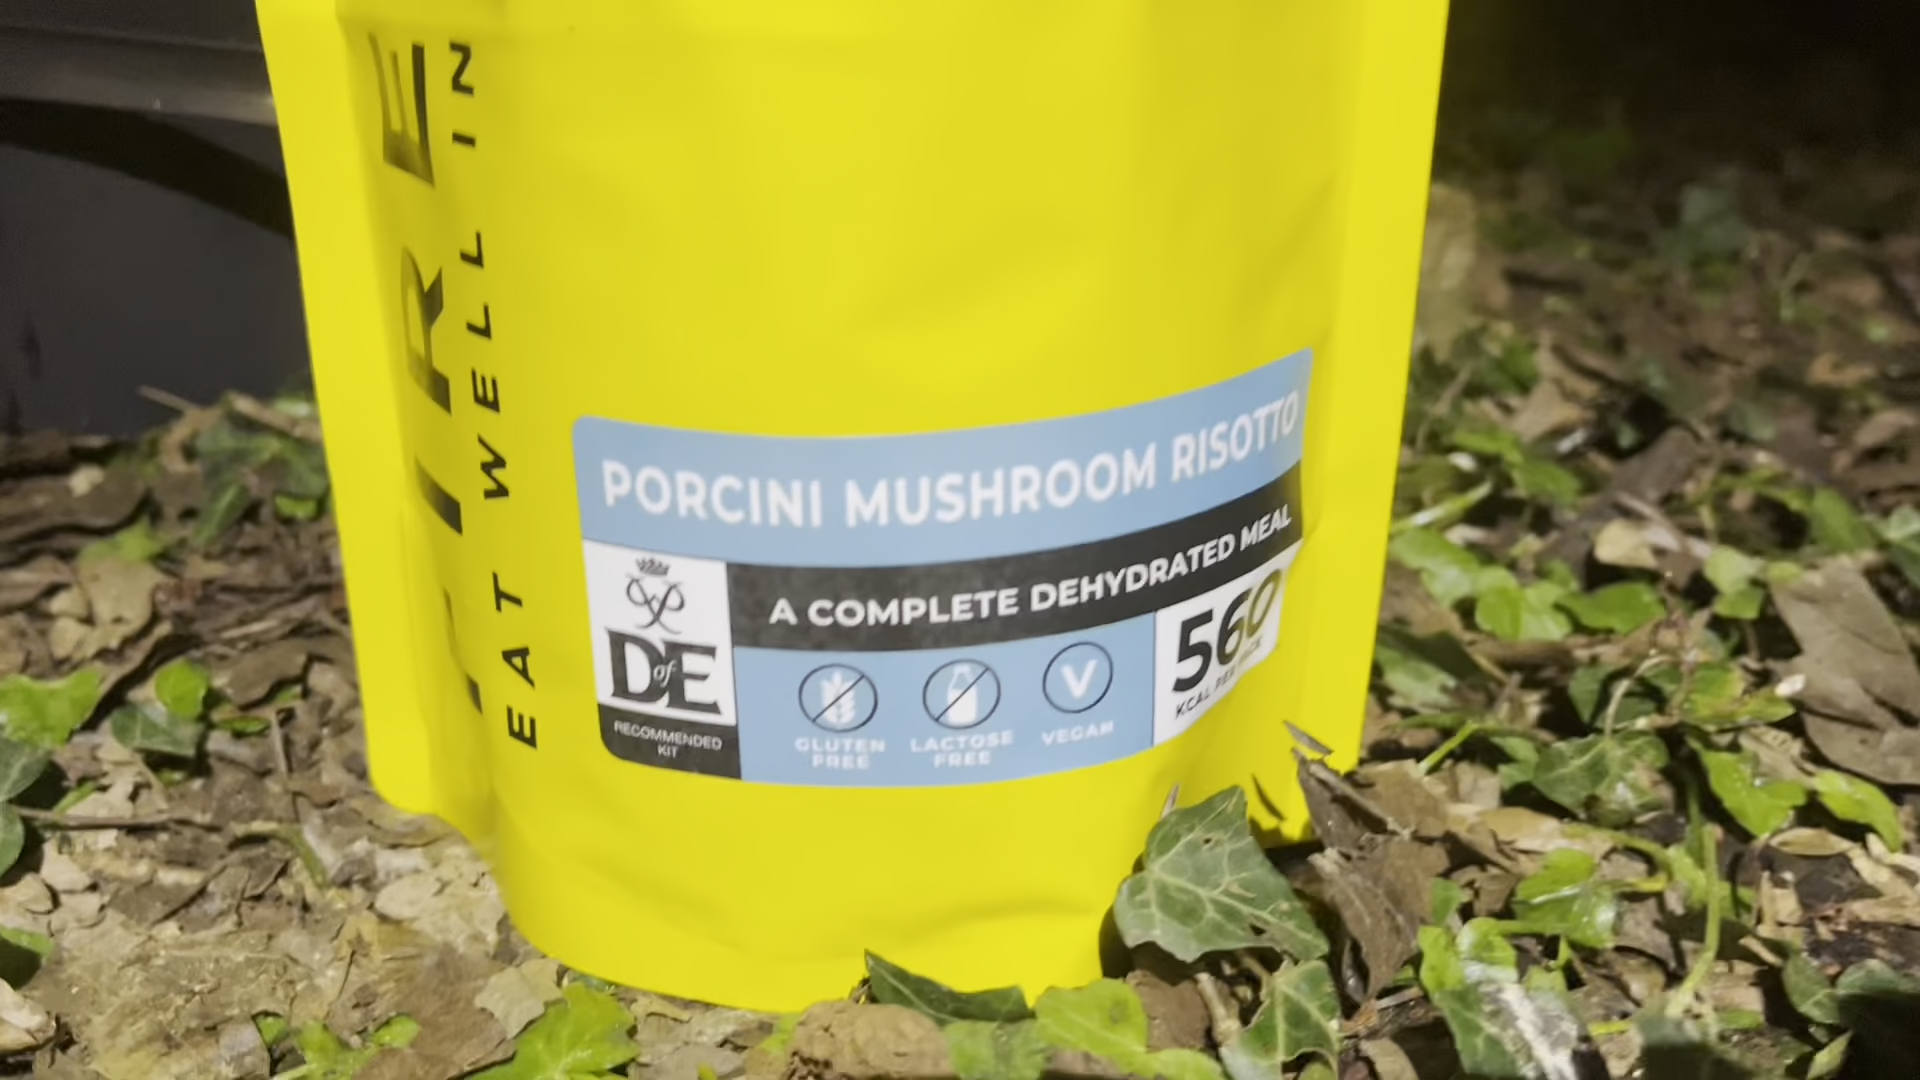 EAT WELL IN
PORCINI MUSHROOM RISOTTO
A COMPLETE DEHYDRATED MEAL
DofE
RECOMMENDED
KIT
GLUTEN
FREE
LACTOSE
FREE
V
VEGAN
560
KCAL PER PACK